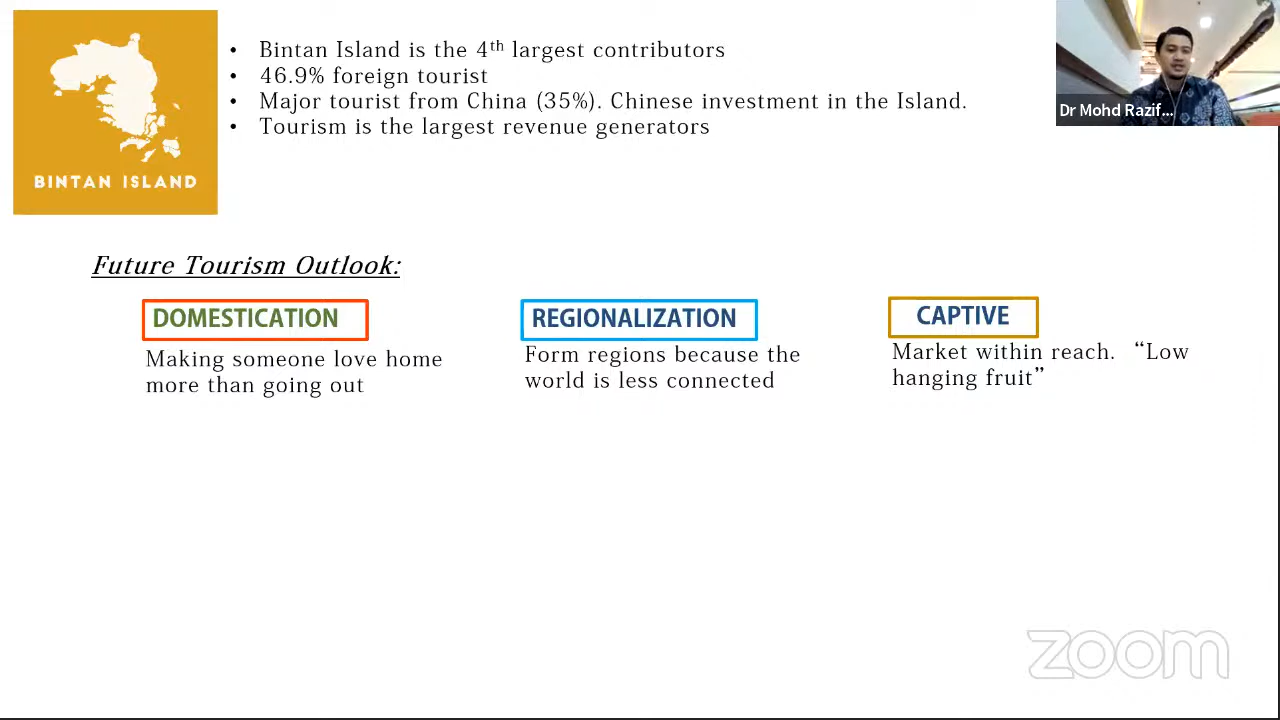 BINTAN ISLAND
• Bintan Island is the 4th largest contributors
• 46.9% foreign tourist
• Major tourist from China (35%). Chinese investment in the Island.
• Tourism is the largest revenue generators
Dr Mohd Razif...
Future Tourism Outlook:
DOMESTICATION
Making someone love home
more than going out
REGIONALIZATION
Form regions because the
world is less connected
CAPTIVE
Market within reach. “Low
hanging fruit”
zoom